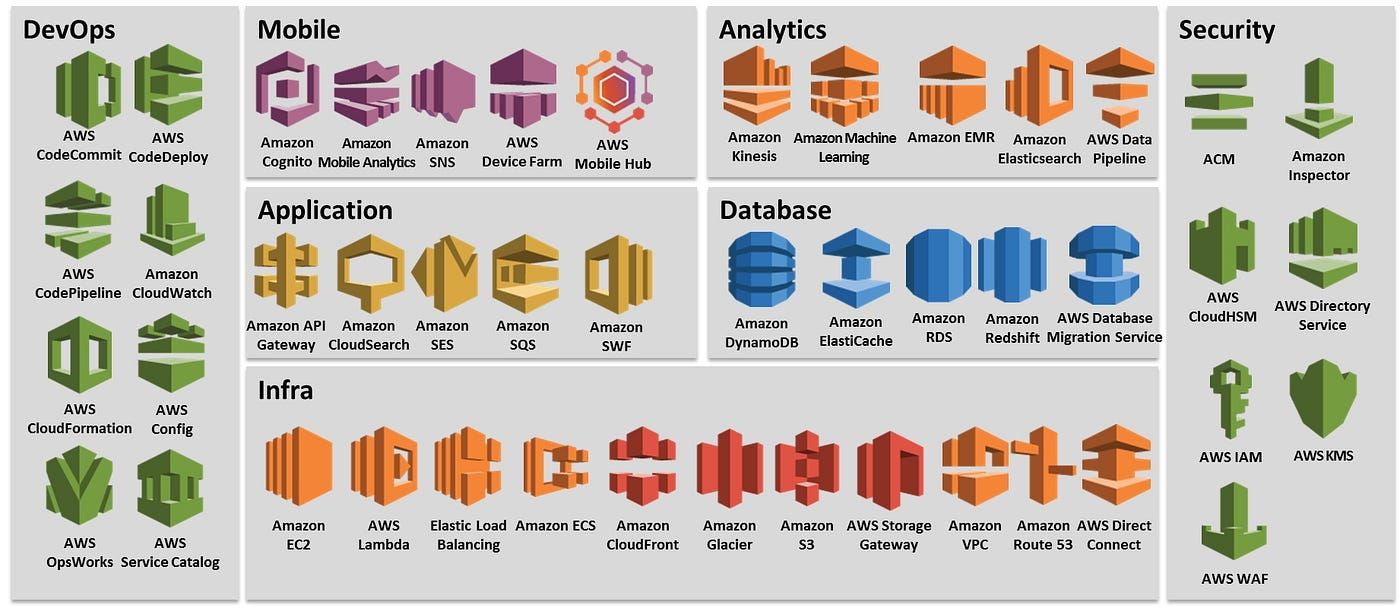 DevOps
AWS
CodeCommit
AWS
CodeDeploy
AWS
CodePipeline
Amazon
CloudWatch
AWS
CloudFormation
AWS
Config
AWS
OpsWorks
AWS
Service Catalog
Mobile
Amazon
Cognito
Amazon
Mobile Analytics
Amazon
SNS
AWS
Device Farm
AWS
Mobile Hub
Analytics
Amazon
Kinesis
Amazon Machine
Learning
Amazon EMR
Amazon
Elasticsearch
AWS Data
Pipeline
Application
Amazon API
Gateway
Amazon
CloudSearch
Amazon
SES
Amazon
SQS
Amazon
SWF
Database
Amazon
DynamoDB
Amazon
ElastiCache
Amazon
RDS
Amazon
Redshift
AWS Database
Migration Service
Infra
Amazon
EC2
AWS
Lambda
Elastic Load
Balancing
Amazon ECS
Amazon
CloudFront
Amazon
Glacier
Amazon
S3
AWS Storage
Gateway
Amazon
VPC
Amazon
Route 53
AWS Direct
Connect
Security
ACM
Amazon
Inspector
AWS
CloudHSM
AWS Directory
Service
AWS IAM
AWS KMS
AWS WAF